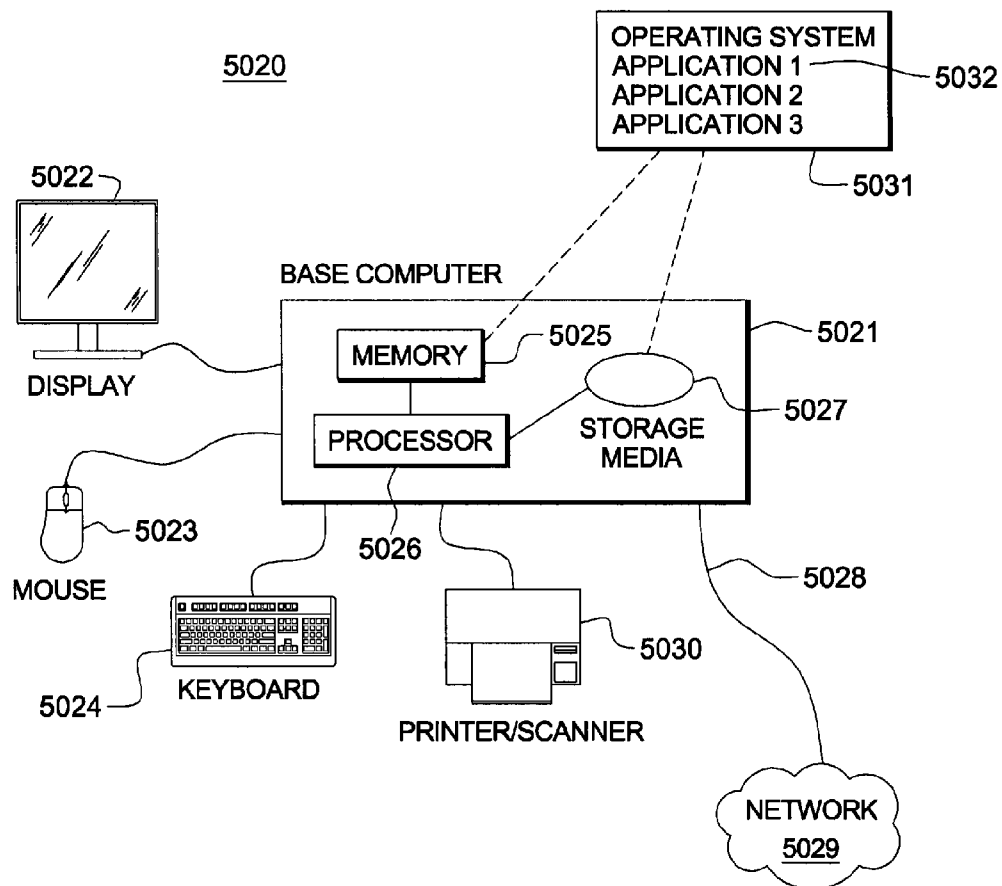 5020
OPERATING SYSTEM
APPLICATION 1
APPLICATION 2
APPLICATION 3
5032
5031
5022
DISPLAY
BASE COMPUTER
5021
MEMORY
5025
PROCESSOR
5026
STORAGE
MEDIA
5027
5023
MOUSE
5024
KEYBOARD
5030
PRINTER/SCANNER
5028
NETWORK
5029